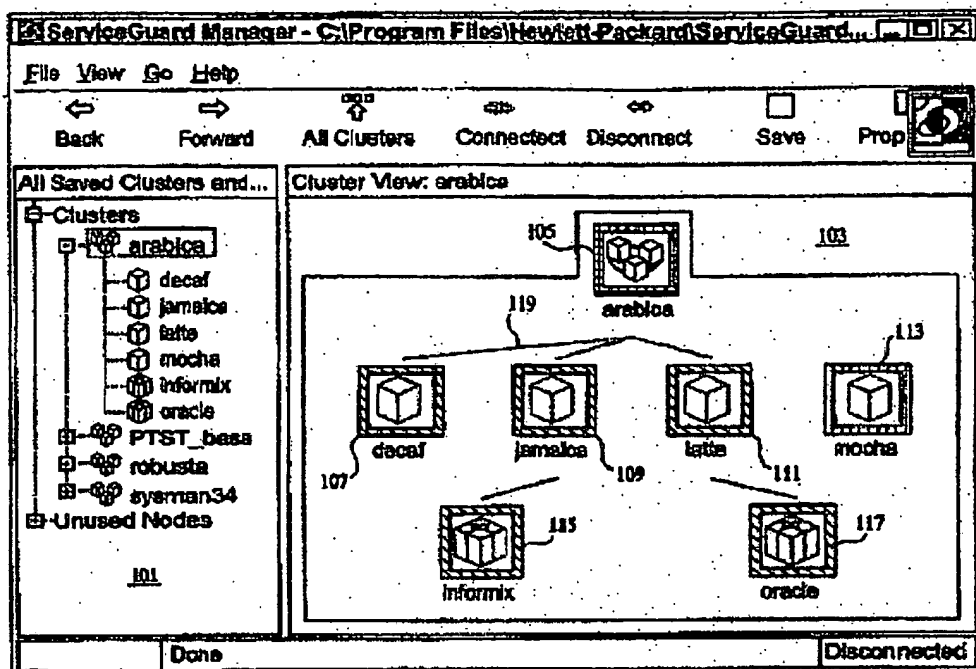 ServiceGuard Manager - C:\Program Files\Hewlett-Packard\ServiceGuard...
File View Go Help
Back Forward All Clusters Connectect Disconnect Save Prop
All Saved Clusters and... Cluster View: arabica
Clusters
arabica
decaf
jamaica
latte
mocha
informix
oracle
PTST_bass
robusta
sysman34
Unused Nodes
101
105
103
arabica
119
113
decaf jamaica latte mocha
107 109 111
115 117
informix oracle
Done Disconnected